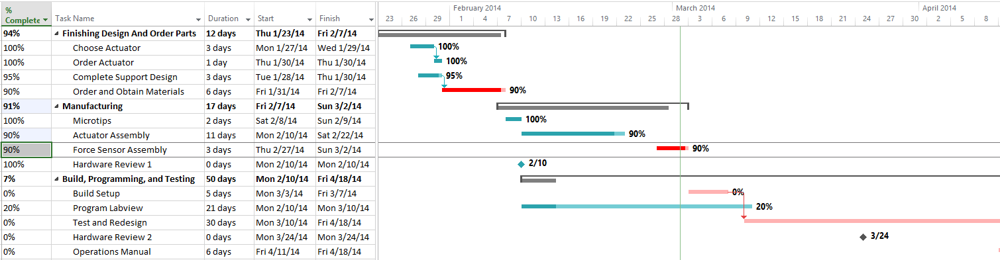 February 2014 March 2014 April 2014
% Complete Task Name Duration Start Finish 23 26 29 1 4 7 10 13 16 19 22 25 28 3 6 9 12 15 18 21 24 27 30 2 5 8
94% Finishing Design And Order Parts 12 days Thu 1/23/14 Fri 2/7/14
100% Choose Actuator 3 days Mon 1/27/14 Wed 1/29/14 100%
100% Order Actuator 1 day Thu 1/30/14 Thu 1/30/14 100%
95% Complete Support Design 3 days Tue 1/28/14 Thu 1/30/14 95%
90% Order and Obtain Materials 6 days Fri 1/31/14 Fri 2/7/14 90%
91% Manufacturing 17 days Fri 2/7/14 Sun 3/2/14
100% Microtips 2 days Sat 2/8/14 Sun 2/9/14 100%
90% Actuator Assembly 11 days Mon 2/10/14 Sat 2/22/14 90%
90% Force Sensor Assembly 3 days Thu 2/27/14 Sun 3/2/14 90%
100% Hardware Review 1 0 days Mon 2/10/14 Mon 2/10/14 2/10
7% Build, Programming, and Testing 50 days Mon 2/10/14 Fri 4/18/14
0% Build Setup 5 days Mon 3/3/14 Fri 3/7/14 0%
20% Program Labview 21 days Mon 2/10/14 Mon 3/10/14 20%
0% Test and Redesign 30 days Mon 3/10/14 Fri 4/18/14
0% Hardware Review 2 0 days Mon 3/24/14 Mon 3/24/14 3/24
0% Operations Manual 6 days Fri 4/11/14 Fri 4/18/14